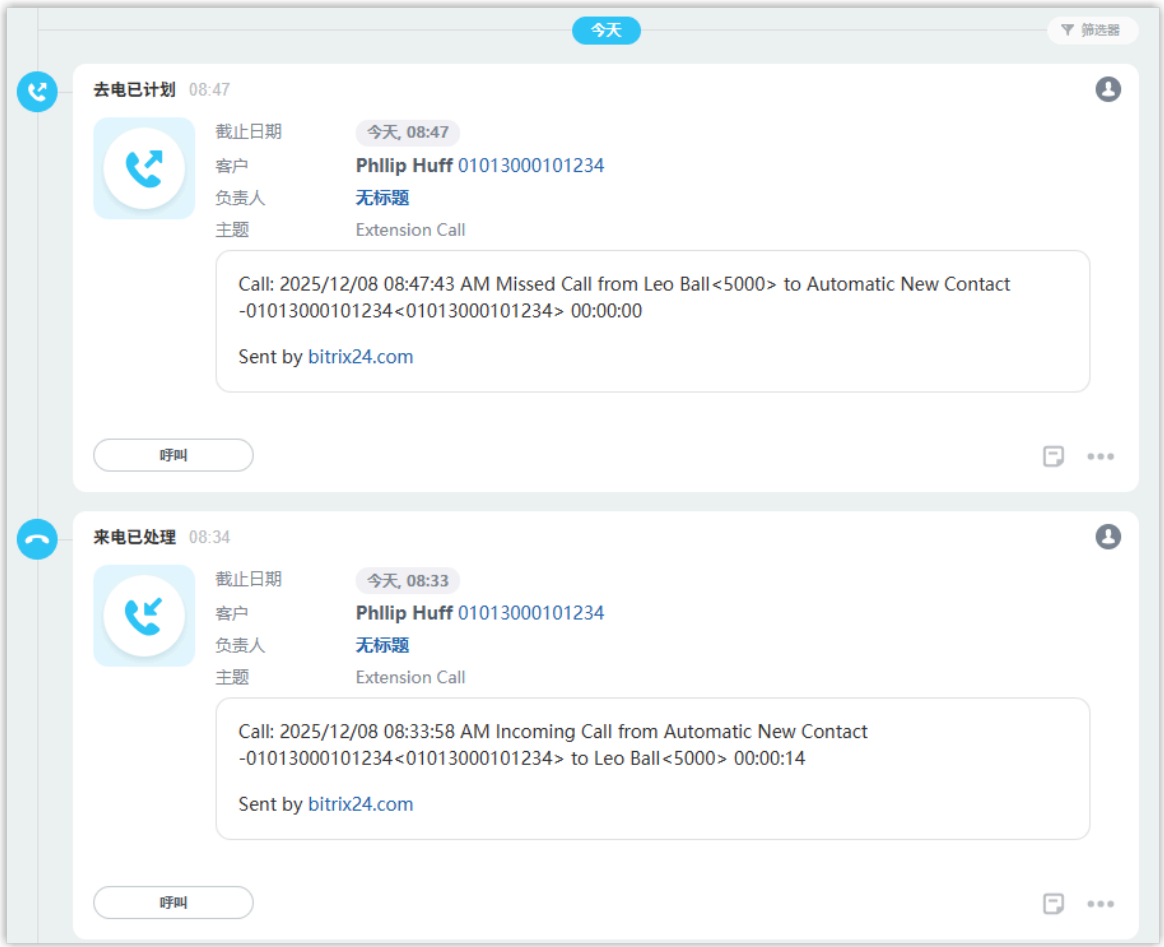 今天
筛选器
去电已计划 08:47
截止日期 今天, 08:47
客户 Phllip Huff 01013000101234
负责人 无标题
主题 Extension Call
Call: 2025/12/08 08:47:43 AM Missed Call from Leo Ball<5000> to Automatic New Contact
-01013000101234<01013000101234> 00:00:00
Sent by bitrix24.com
呼叫
来电已处理 08:34
截止日期 今天, 08:33
客户 Phllip Huff 01013000101234
负责人 无标题
主题 Extension Call
Call: 2025/12/08 08:33:58 AM Incoming Call from Automatic New Contact
-01013000101234<01013000101234> to Leo Ball<5000> 00:00:14
Sent by bitrix24.com
呼叫